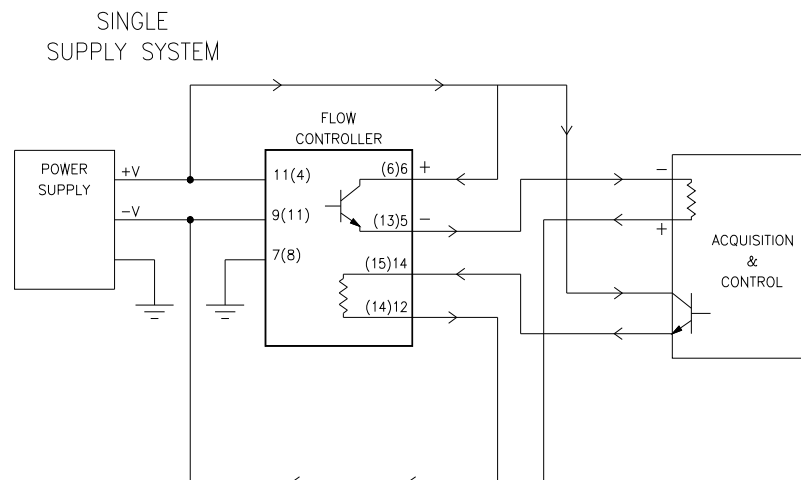 SINGLE
SUPPLY SYSTEM
FLOW
CONTROLLER
POWER
SUPPLY
+V
-V
11(4)
9(11)
7(8)
(6)6
+
(13)5
-
(15)14
(14)12
-
+
ACQUISITION
&
CONTROL